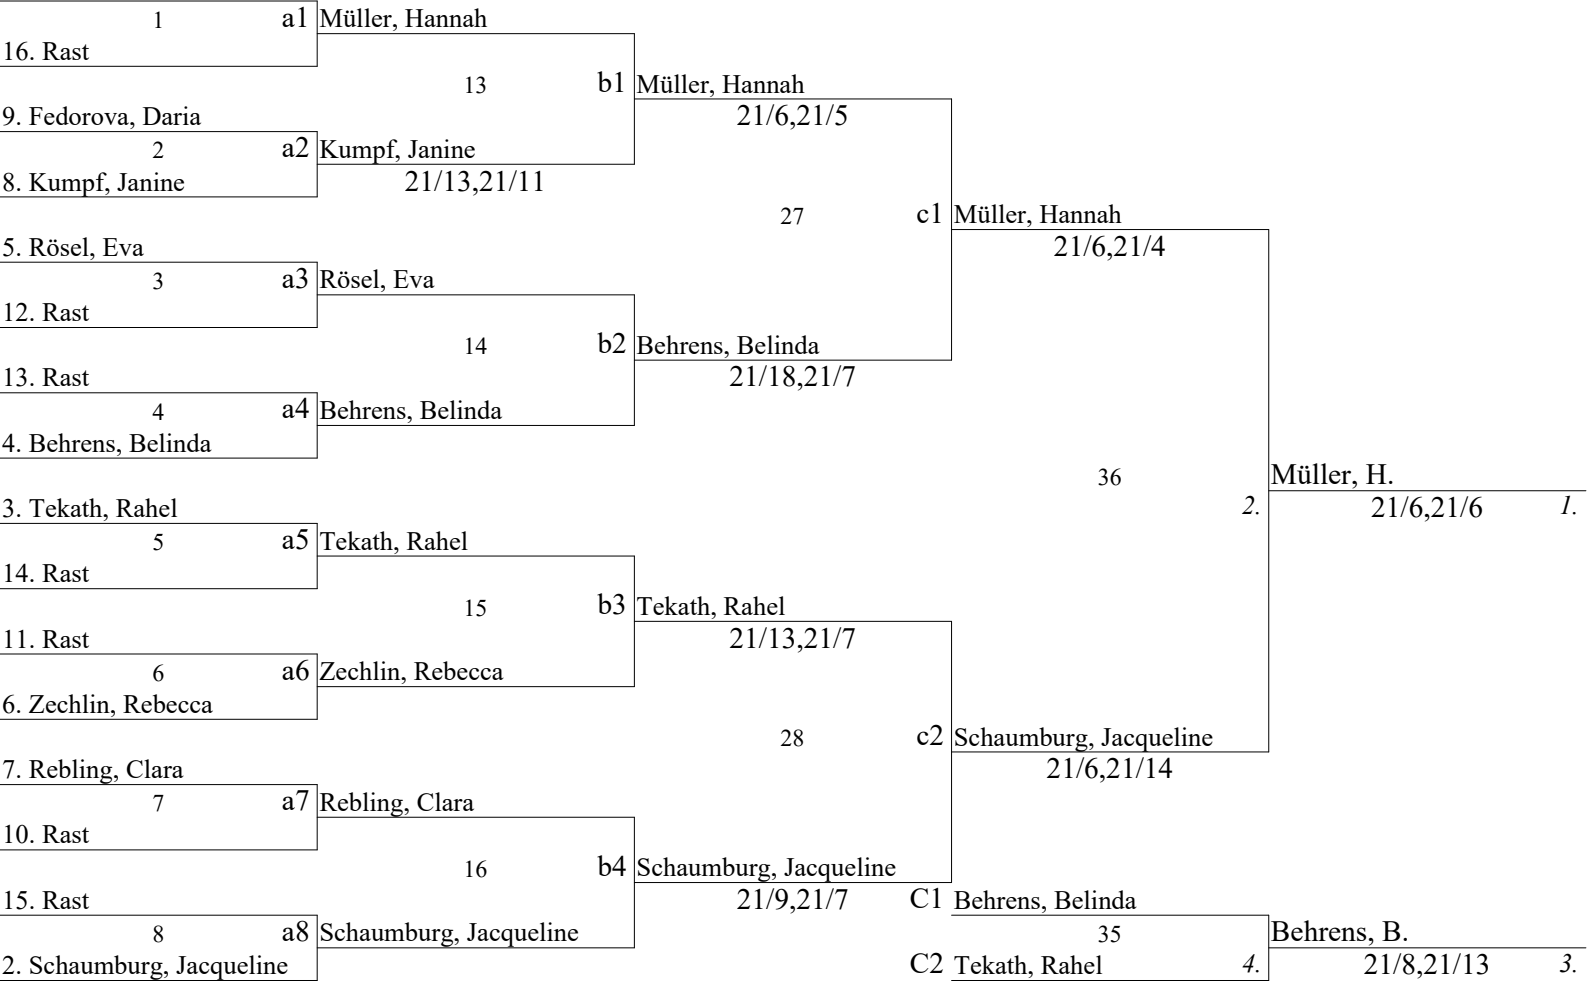 1 a1 Müller, Hannah
16. Rast
13 b1 Müller, Hannah
21/6,21/5
9. Fedorova, Daria
2 a2 Kumpf, Janine
8. Kumpf, Janine
21/13,21/11
27 c1 Müller, Hannah
21/6,21/4
5. Rösel, Eva
3 a3 Rösel, Eva
12. Rast
14 b2 Behrens, Belinda
21/18,21/7
13. Rast
4 a4 Behrens, Belinda
4. Behrens, Belinda
36 Müller, H.
2. 21/6,21/6 1.
3. Tekath, Rahel
5 a5 Tekath, Rahel
14. Rast
15 b3 Tekath, Rahel
21/13,21/7
11. Rast
6 a6 Zechlin, Rebecca
6. Zechlin, Rebecca
28 c2 Schaumburg, Jacqueline
21/6,21/14
7. Rebling, Clara
7 a7 Rebling, Clara
10. Rast
16 b4 Schaumburg, Jacqueline
21/9,21/7
15. Rast
8 a8 Schaumburg, Jacqueline
2. Schaumburg, Jacqueline
C1 Behrens, Belinda
35 Behrens, B.
C2 Tekath, Rahel 4. 21/8,21/13 3.